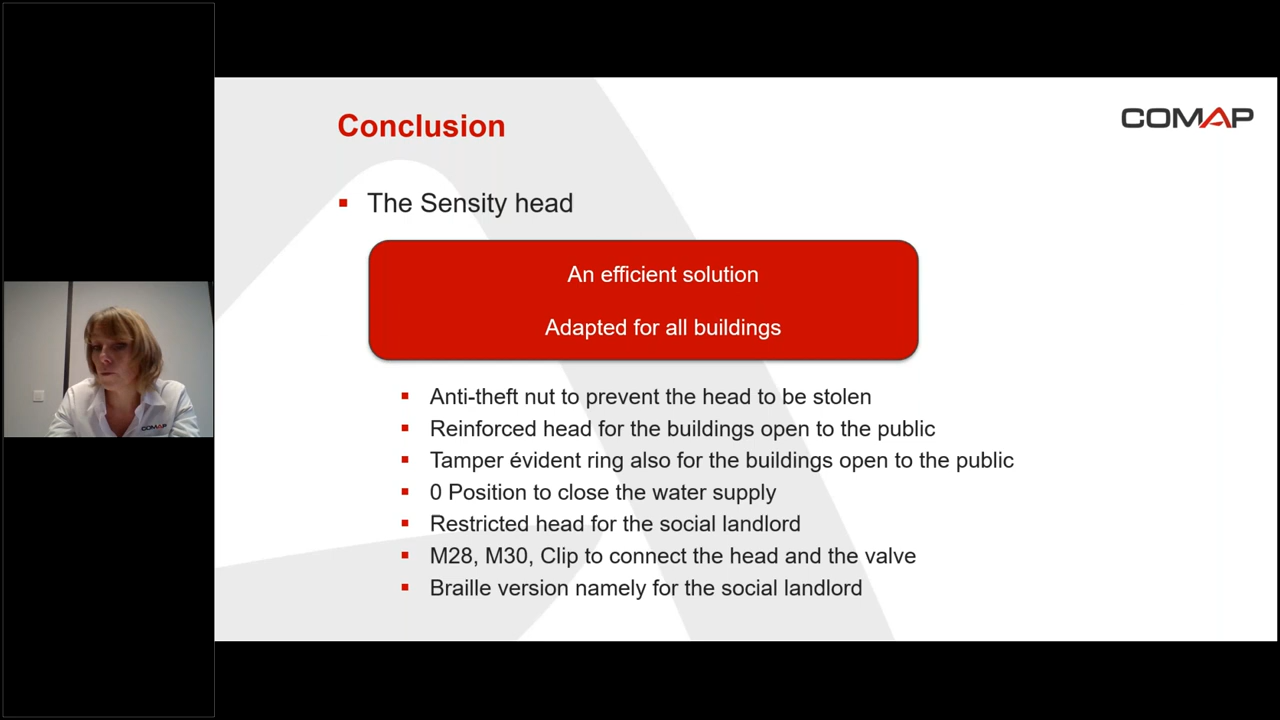 Conclusion
COMAP
The Sensity head
An efficient solution
Adapted for all buildings
Anti-theft nut to prevent the head to be stolen
Reinforced head for the buildings open to the public
Tamper évident ring also for the buildings open to the public
0 Position to close the water supply
Restricted head for the social landlord
M28, M30, Clip to connect the head and the valve
Braille version namely for the social landlord
COMAP